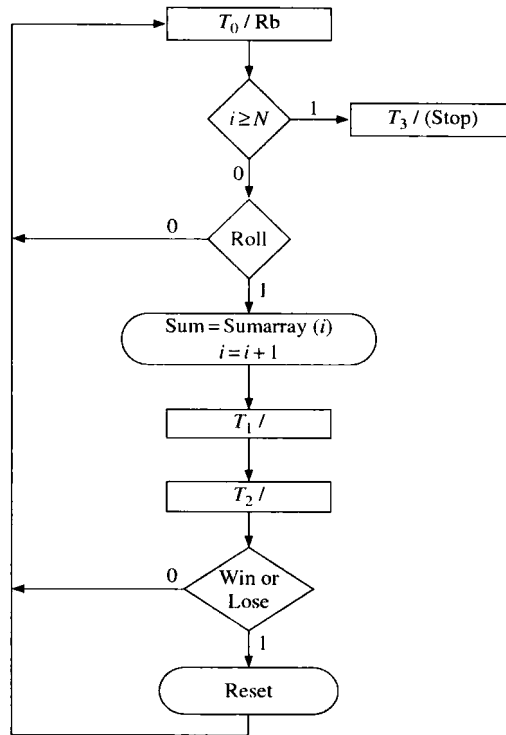 T₀ / Rb
i ≥ N
1
T₃ / (Stop)
0
0
Roll
1
Sum = Sumarray (i)
i = i + 1
T₁ /
T₂ /
0
Win or
Lose
1
Reset